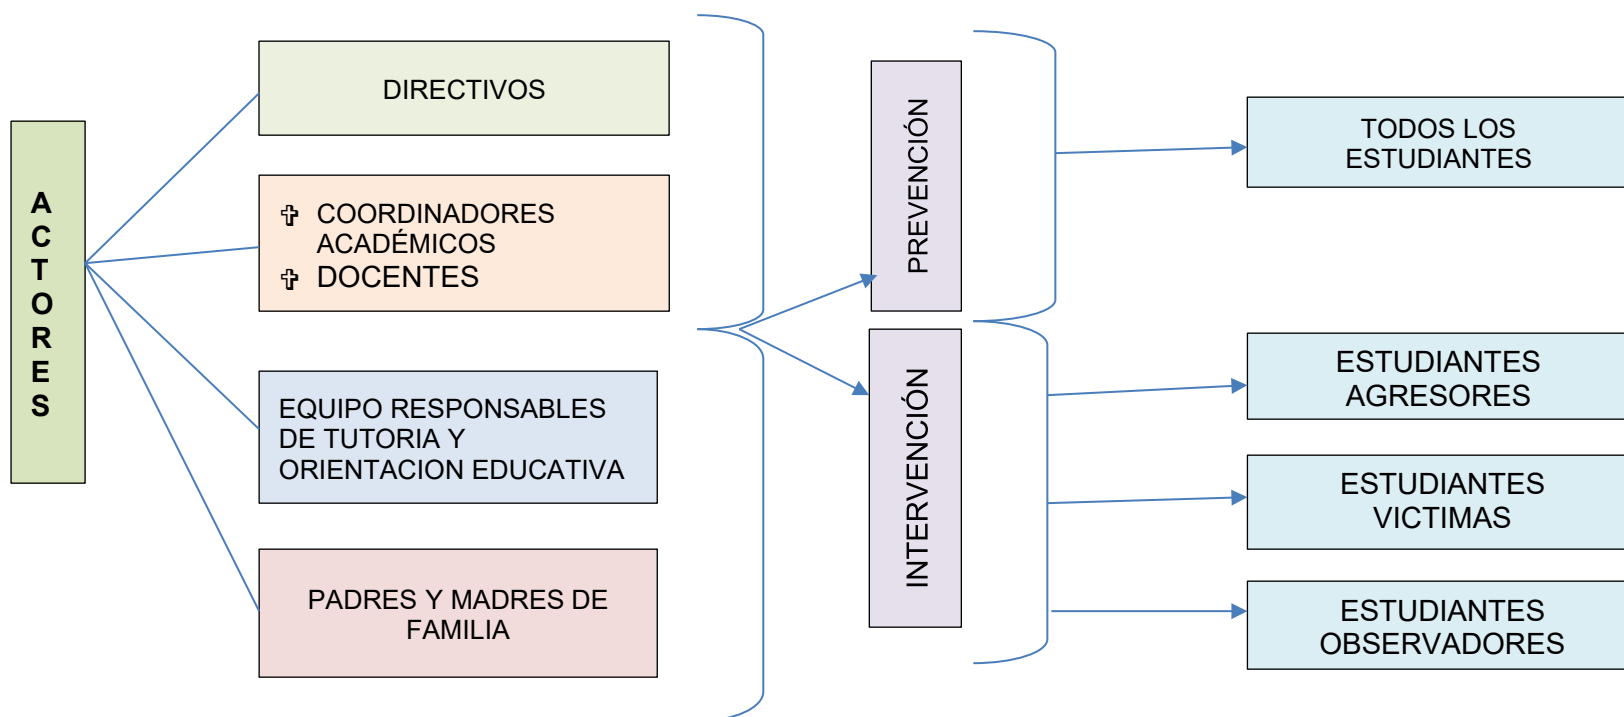 ACTORES
DIRECTIVOS
✞ COORDINADORES
ACADÉMICOS
✞ DOCENTES
EQUIPO RESPONSABLES
DE TUTORIA Y
ORIENTACION EDUCATIVA
PADRES Y MADRES DE
FAMILIA
PREVENCIÓN
INTERVENCIÓN
TODOS LOS
ESTUDIANTES
ESTUDIANTES
AGRESORES
ESTUDIANTES
VICTIMAS
ESTUDIANTES
OBSERVADORES